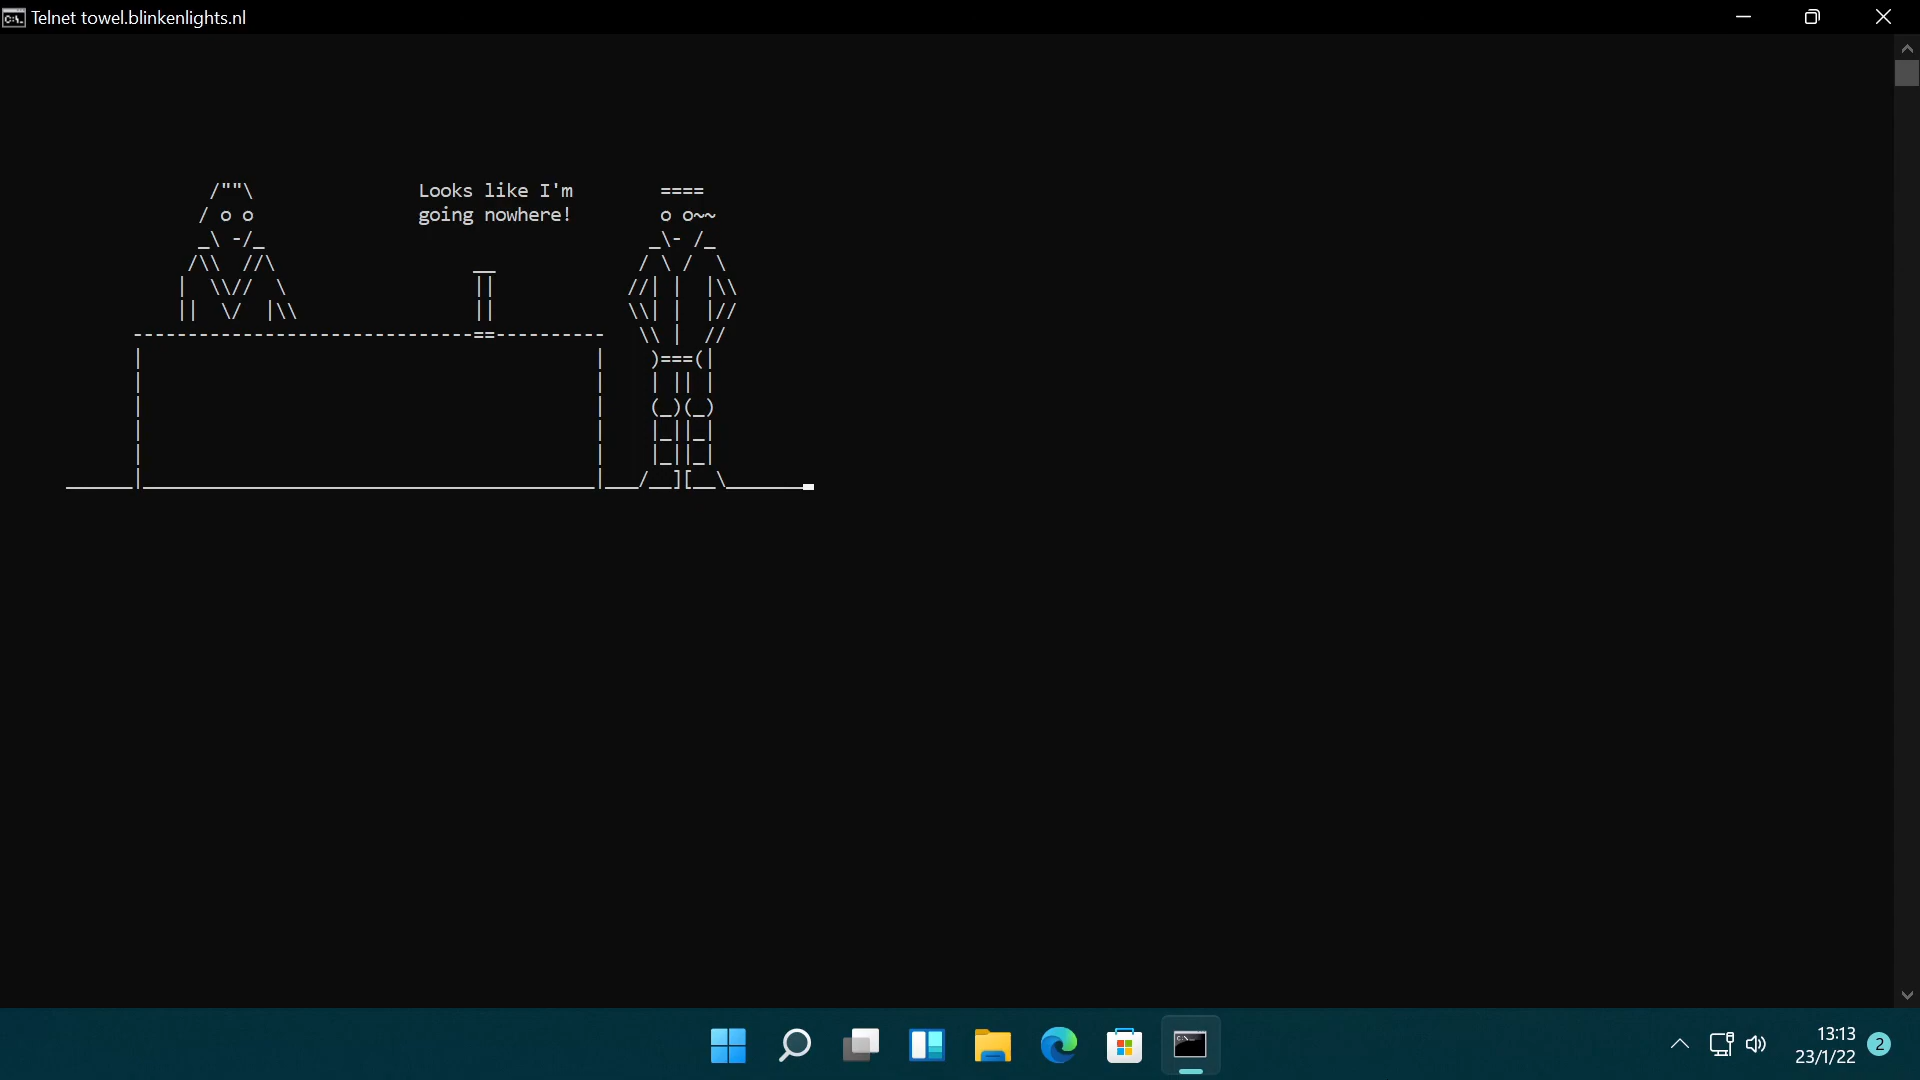 Telnet towel.blinkenlights.nl
Looks like I'm
going nowhere!
13:13
23/1/22
2